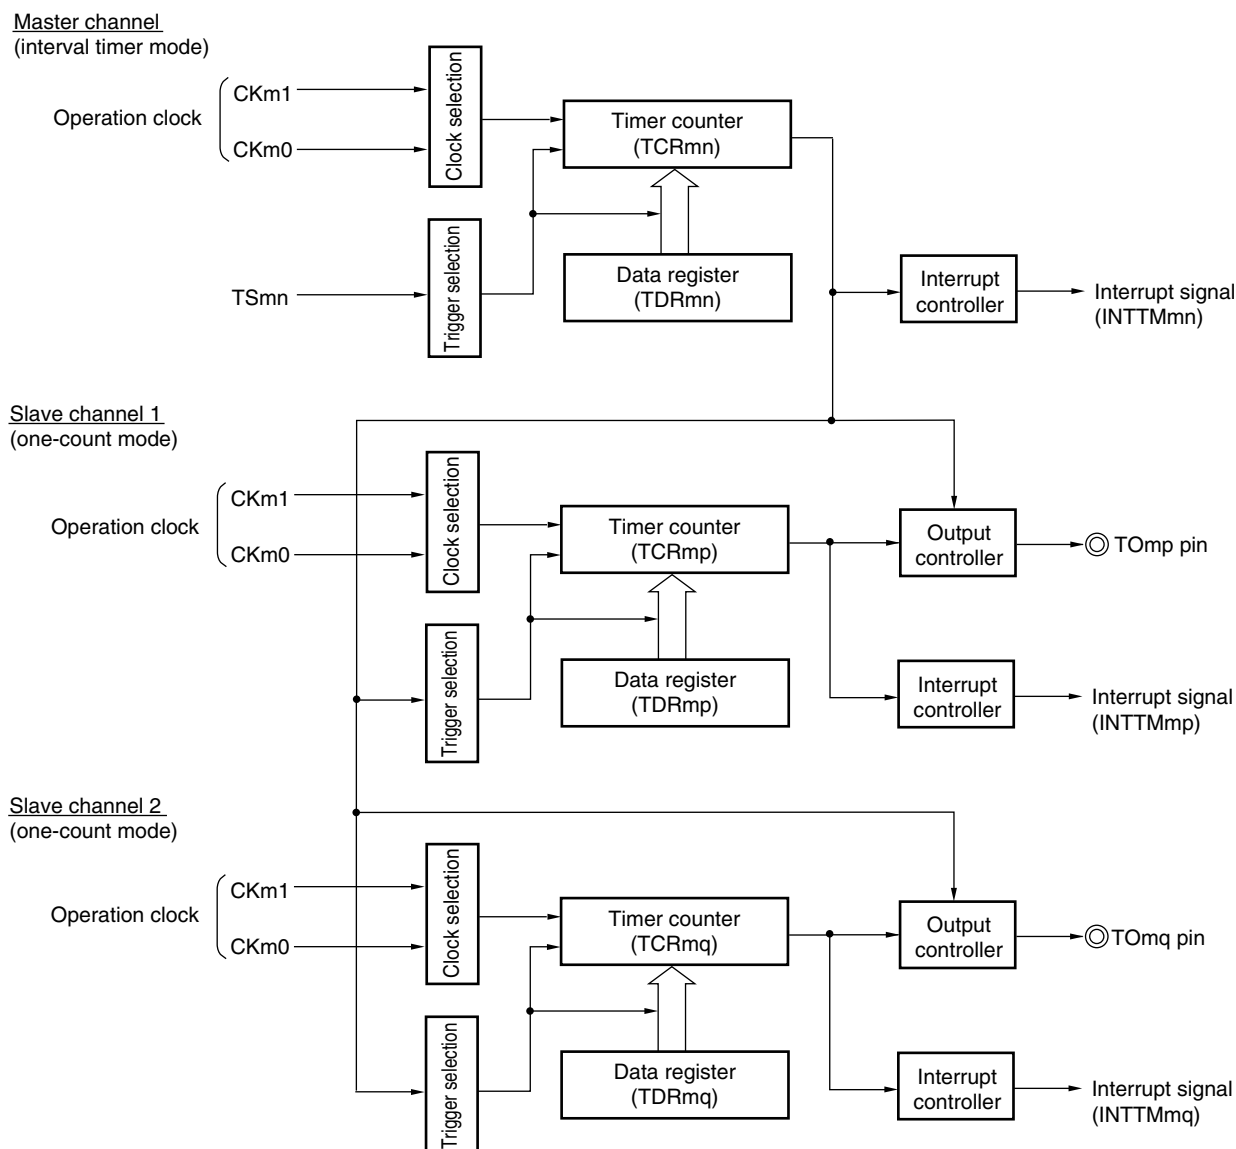 Master channel
(interval timer mode)
Operation clock
CKm1
CKm0
Clock selection
Timer counter
(TCRmn)
TSmn
Trigger selection
Data register
(TDRmn)
Interrupt
controller
Interrupt signal
(INTTMmn)
Slave channel 1
(one-count mode)
Operation clock
CKm1
CKm0
Clock selection
Timer counter
(TCRmp)
Output
controller
TOmp pin
Trigger selection
Data register
(TDRmp)
Interrupt
controller
Interrupt signal
(INTTMmp)
Slave channel 2
(one-count mode)
Operation clock
CKm1
CKm0
Clock selection
Timer counter
(TCRmq)
Output
controller
TOmq pin
Trigger selection
Data register
(TDRmq)
Interrupt
controller
Interrupt signal
(INTTMmq)